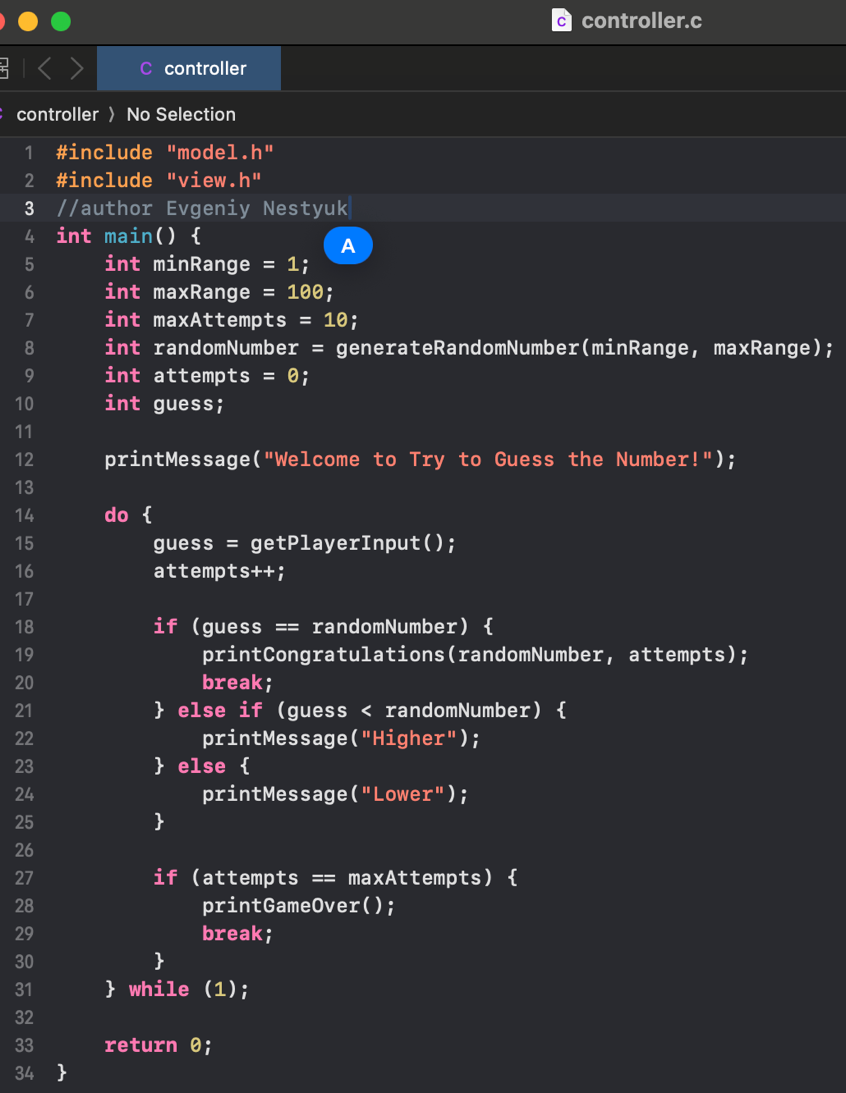 controller.c
controller
controller 〉 No Selection
1 #include "model.h"
2 #include "view.h"
3 //author Evgeniy Nestyuk
4 int main() {
A
5     int minRange = 1;
6     int maxRange = 100;
7     int maxAttempts = 10;
8     int randomNumber = generateRandomNumber(minRange, maxRange);
9     int attempts = 0;
10     int guess;
11
12     printMessage("Welcome to Try to Guess the Number!");
13
14     do {
15         guess = getPlayerInput();
16         attempts++;
17
18         if (guess == randomNumber) {
19             printCongratulations(randomNumber, attempts);
20             break;
21         } else if (guess < randomNumber) {
22             printMessage("Higher");
23         } else {
24             printMessage("Lower");
25         }
26
27         if (attempts == maxAttempts) {
28             printGameOver();
29             break;
30         }
31     } while (1);
32
33     return 0;
34 }